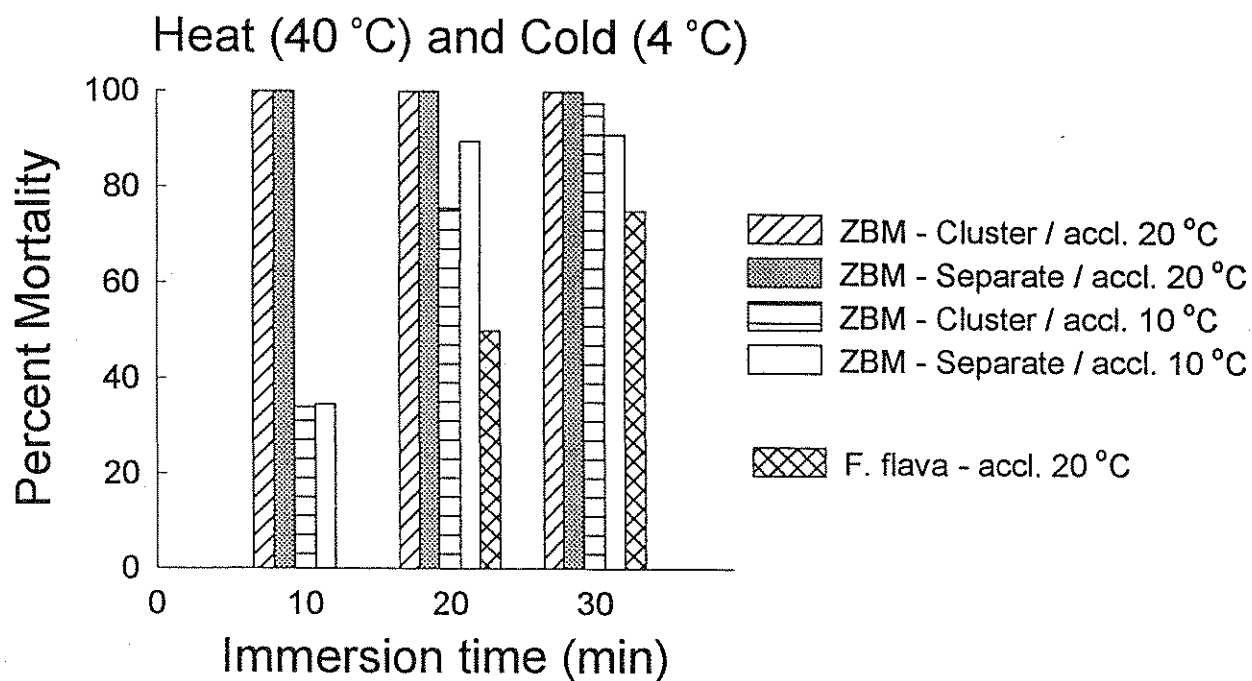 Heat (40 °C) and Cold (4 °C)
Percent Mortality
100
80
60
40
20
0
0 10 20 30
Immersion time (min)
ZBM - Cluster / accl. 20 °C
ZBM - Separate / accl. 20 °C
ZBM - Cluster / accl. 10 °C
ZBM - Separate / accl. 10 °C
F. flava - accl. 20 °C